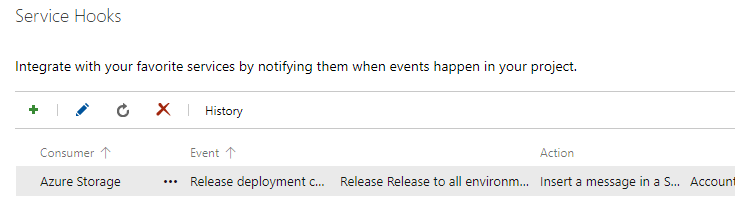 Service Hooks
Integrate with your favorite services by notifying them when events happen in your project.
History
Consumer ↑ Event ↑ Action
Azure Storage ... Release deployment c... Release Release to all environm... Insert a message in a S... Account